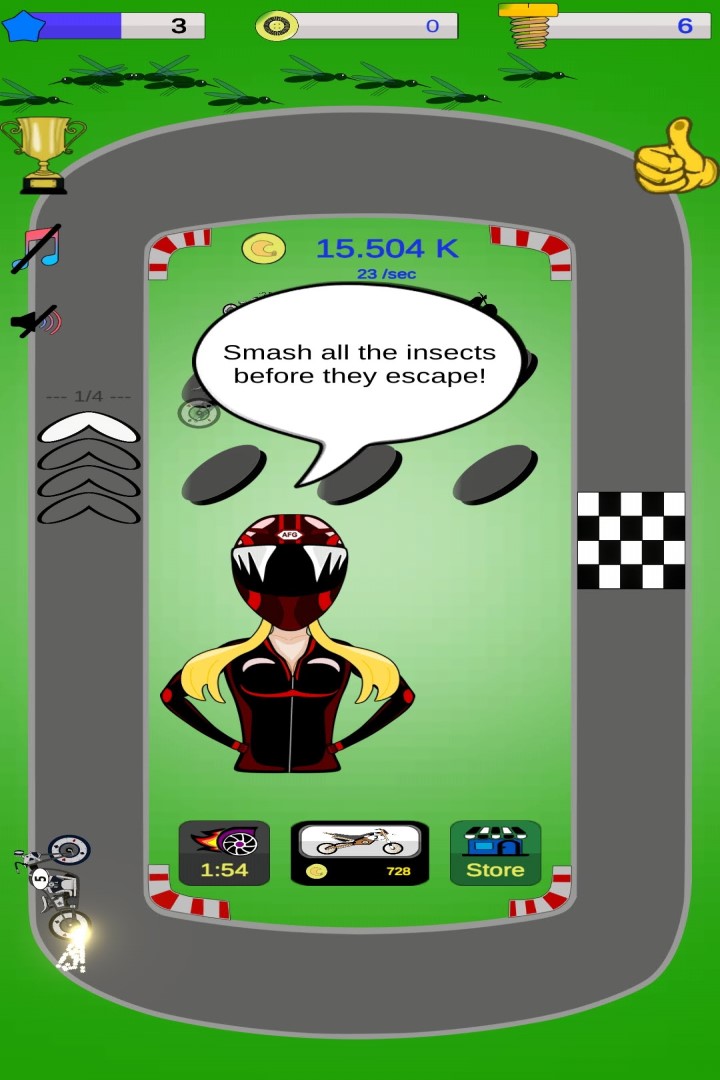 3
0
6
15.504 K
23 /sec
Smash all the insects
before they escape!
--- 1/4 ---
AFG
5
1:54
728
Store